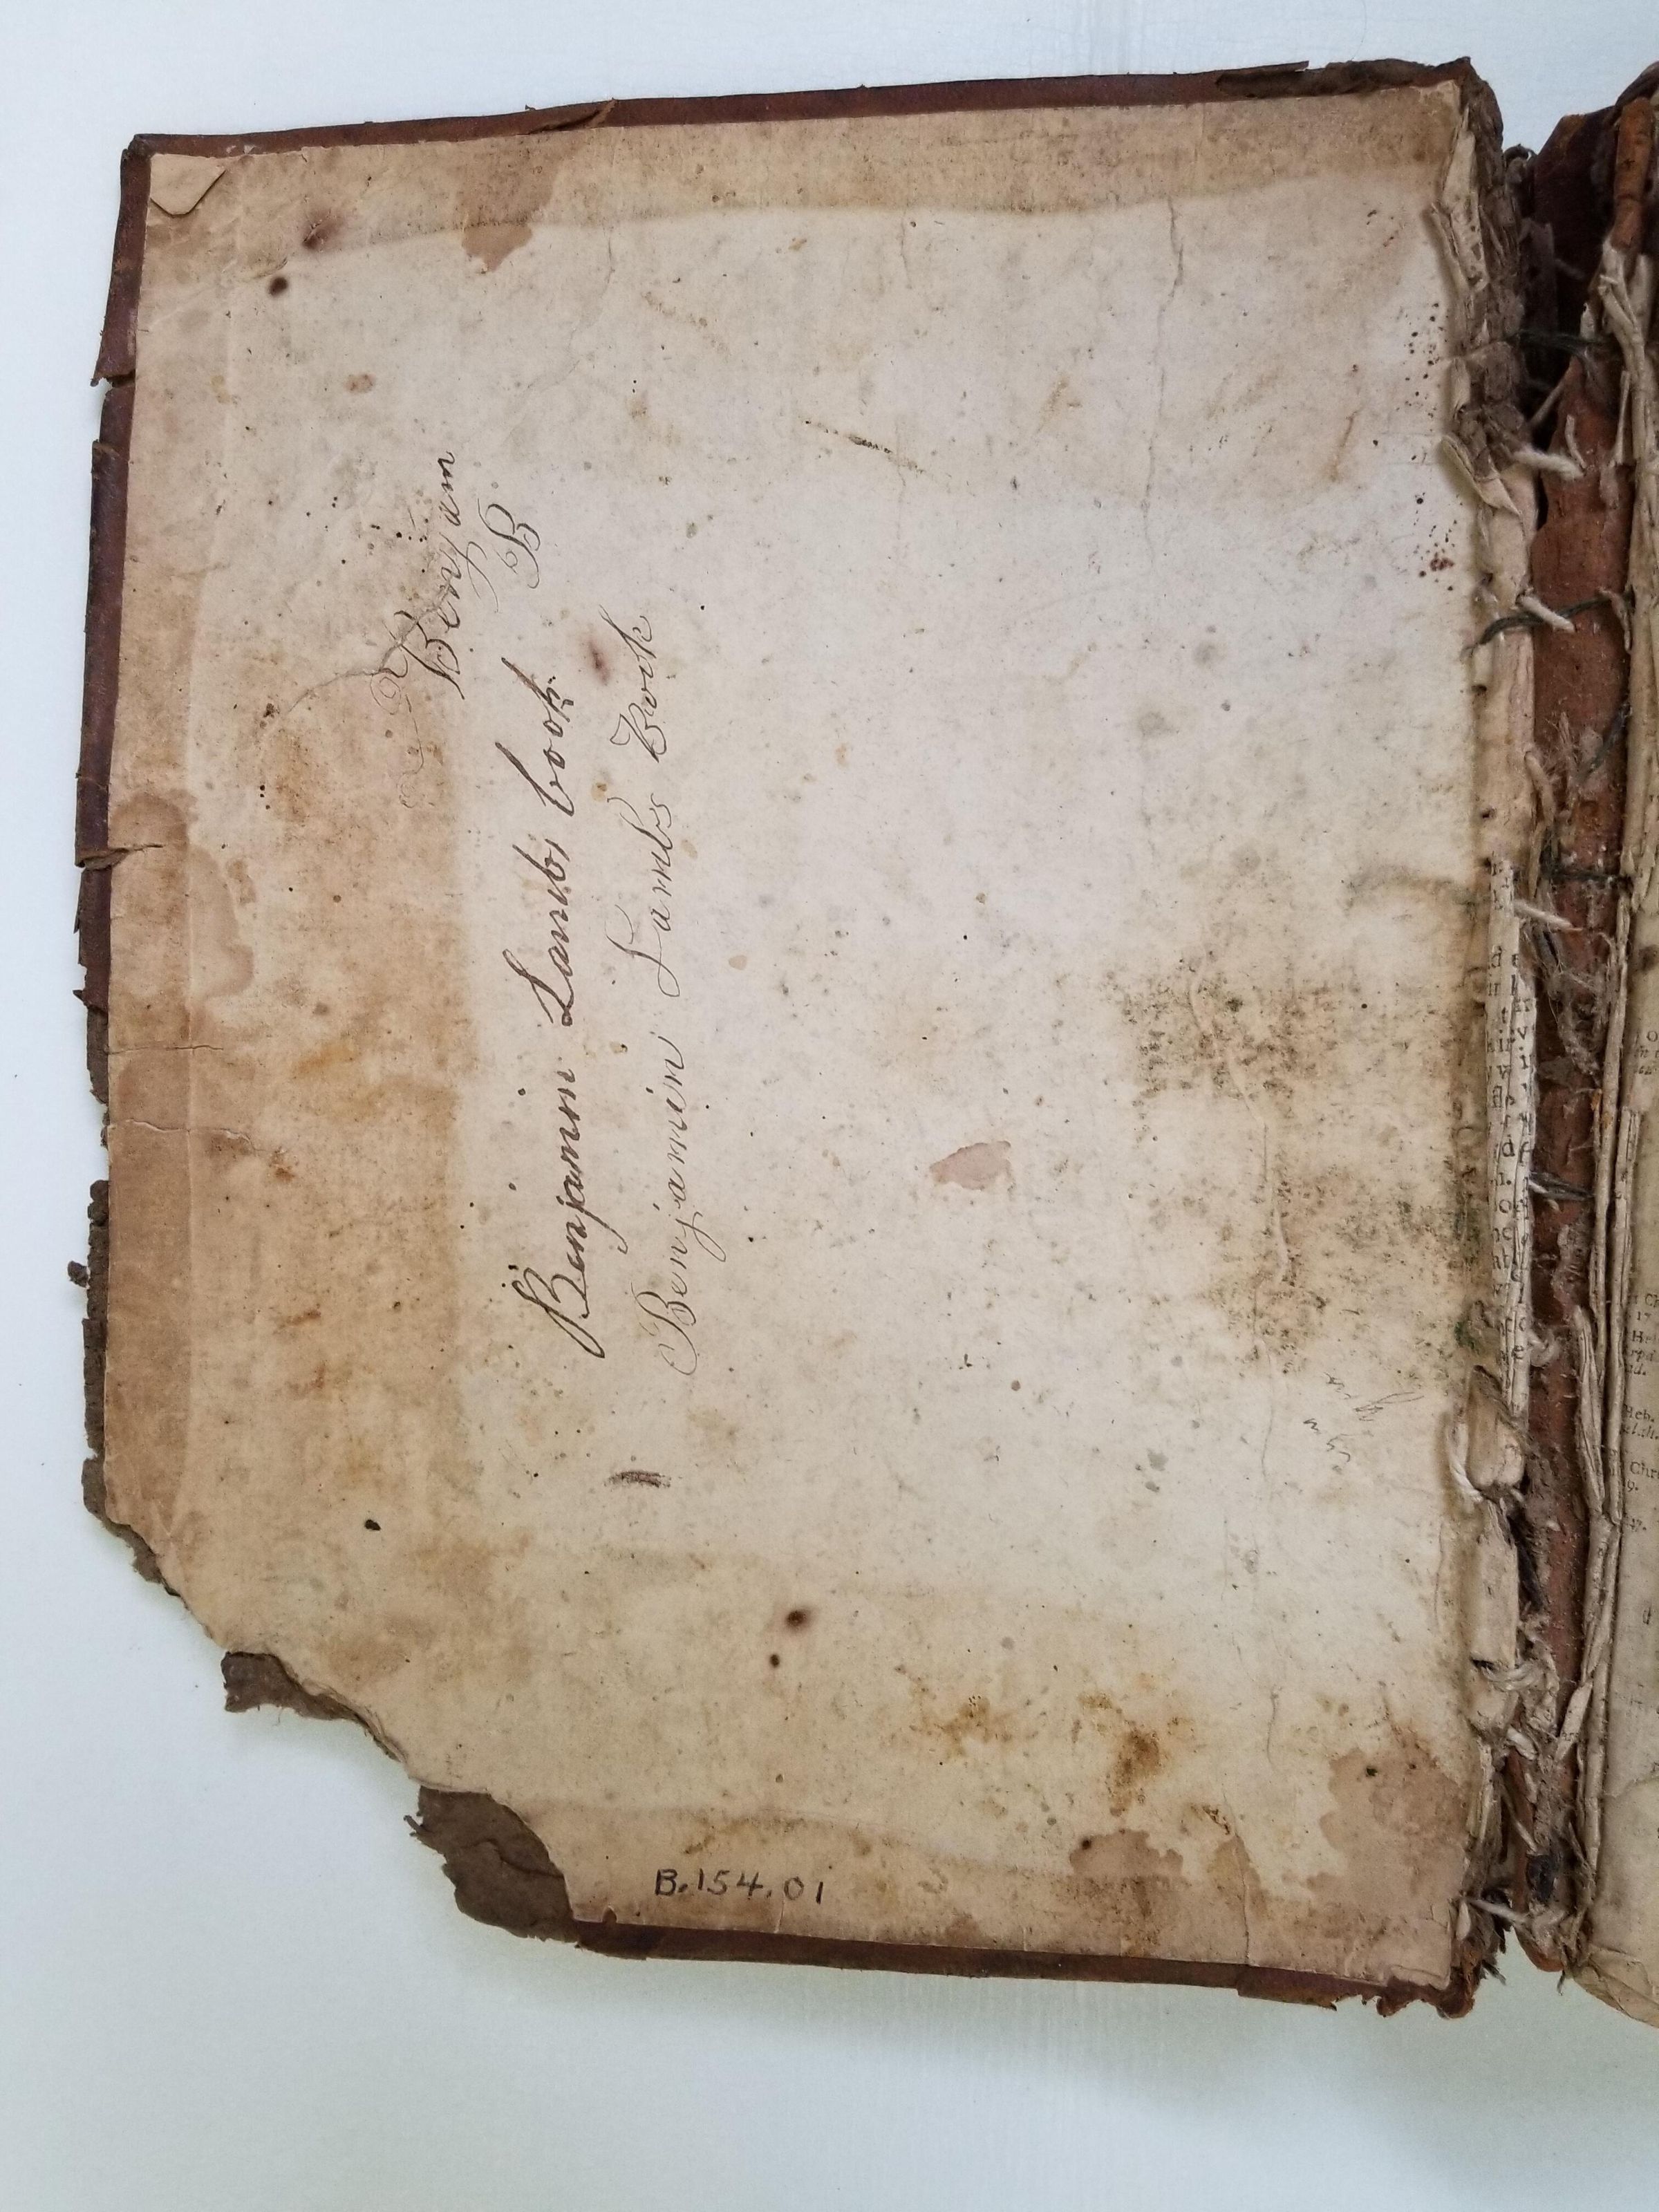 Benjam
B
Benjamin Lambs book
Benjamin Lambs Book
B.154.01